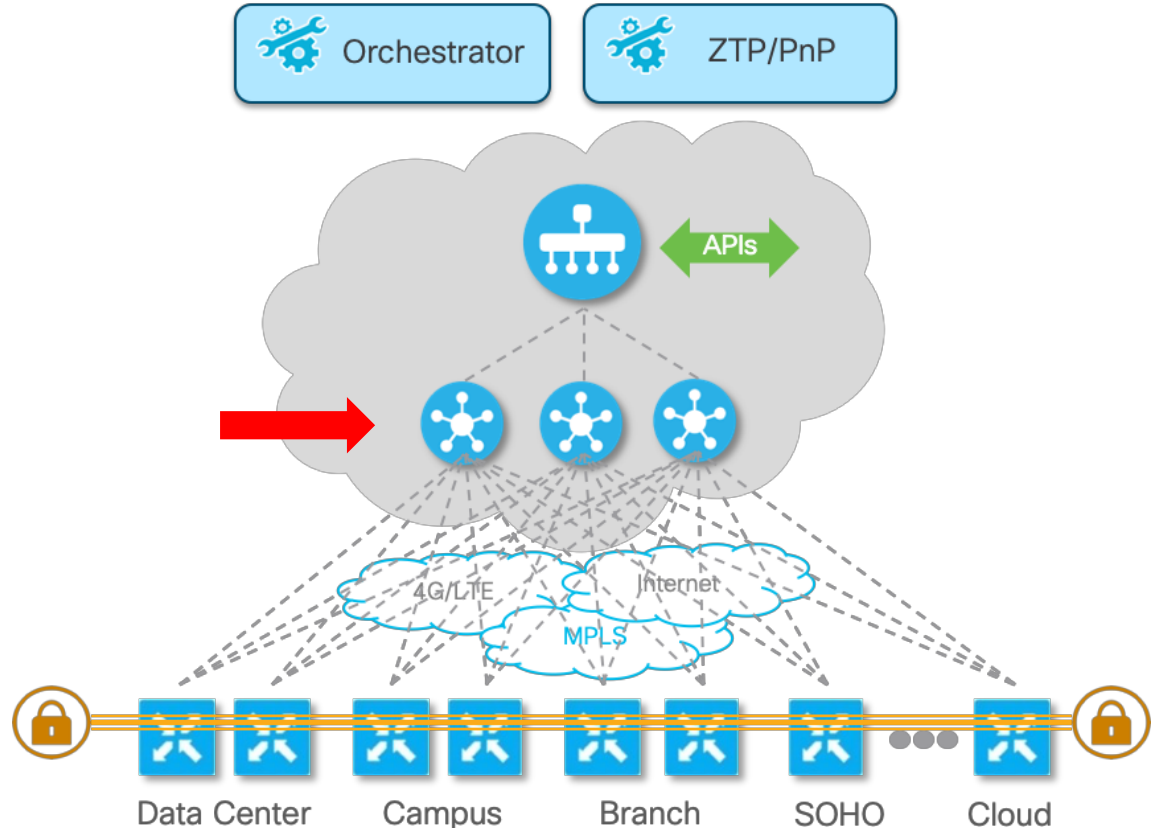 Orchestrator
ZTP/PnP
APIs
4G/LTE
Internet
MPLS
Data Center
Campus
Branch
SOHO
Cloud